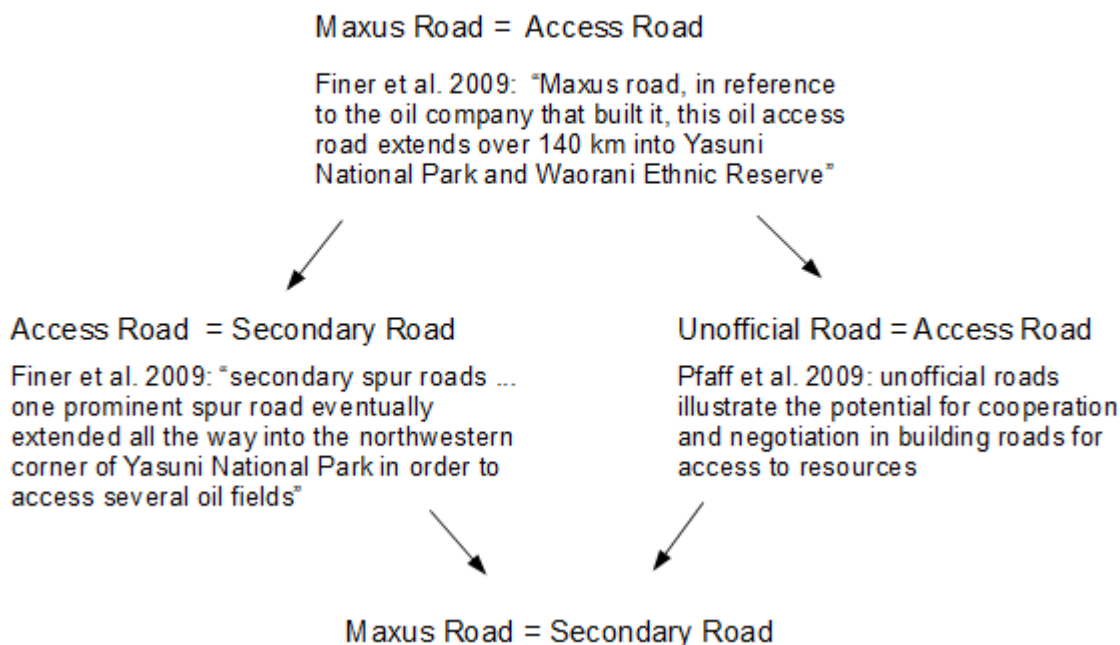 Maxus Road = Access Road
Finer et al. 2009: “Maxus road, in reference
to the oil company that built it, this oil access
road extends over 140 km into Yasuni
National Park and Waorani Ethnic Reserve”
Access Road = Secondary Road
Finer et al. 2009: “secondary spur roads ...
one prominent spur road eventually
extended all the way into the northwestern
corner of Yasuni National Park in order to
access several oil fields”
Unofficial Road = Access Road
Pfaff et al. 2009: unofficial roads
illustrate the potential for cooperation
and negotiation in building roads for
access to resources
Maxus Road = Secondary Road